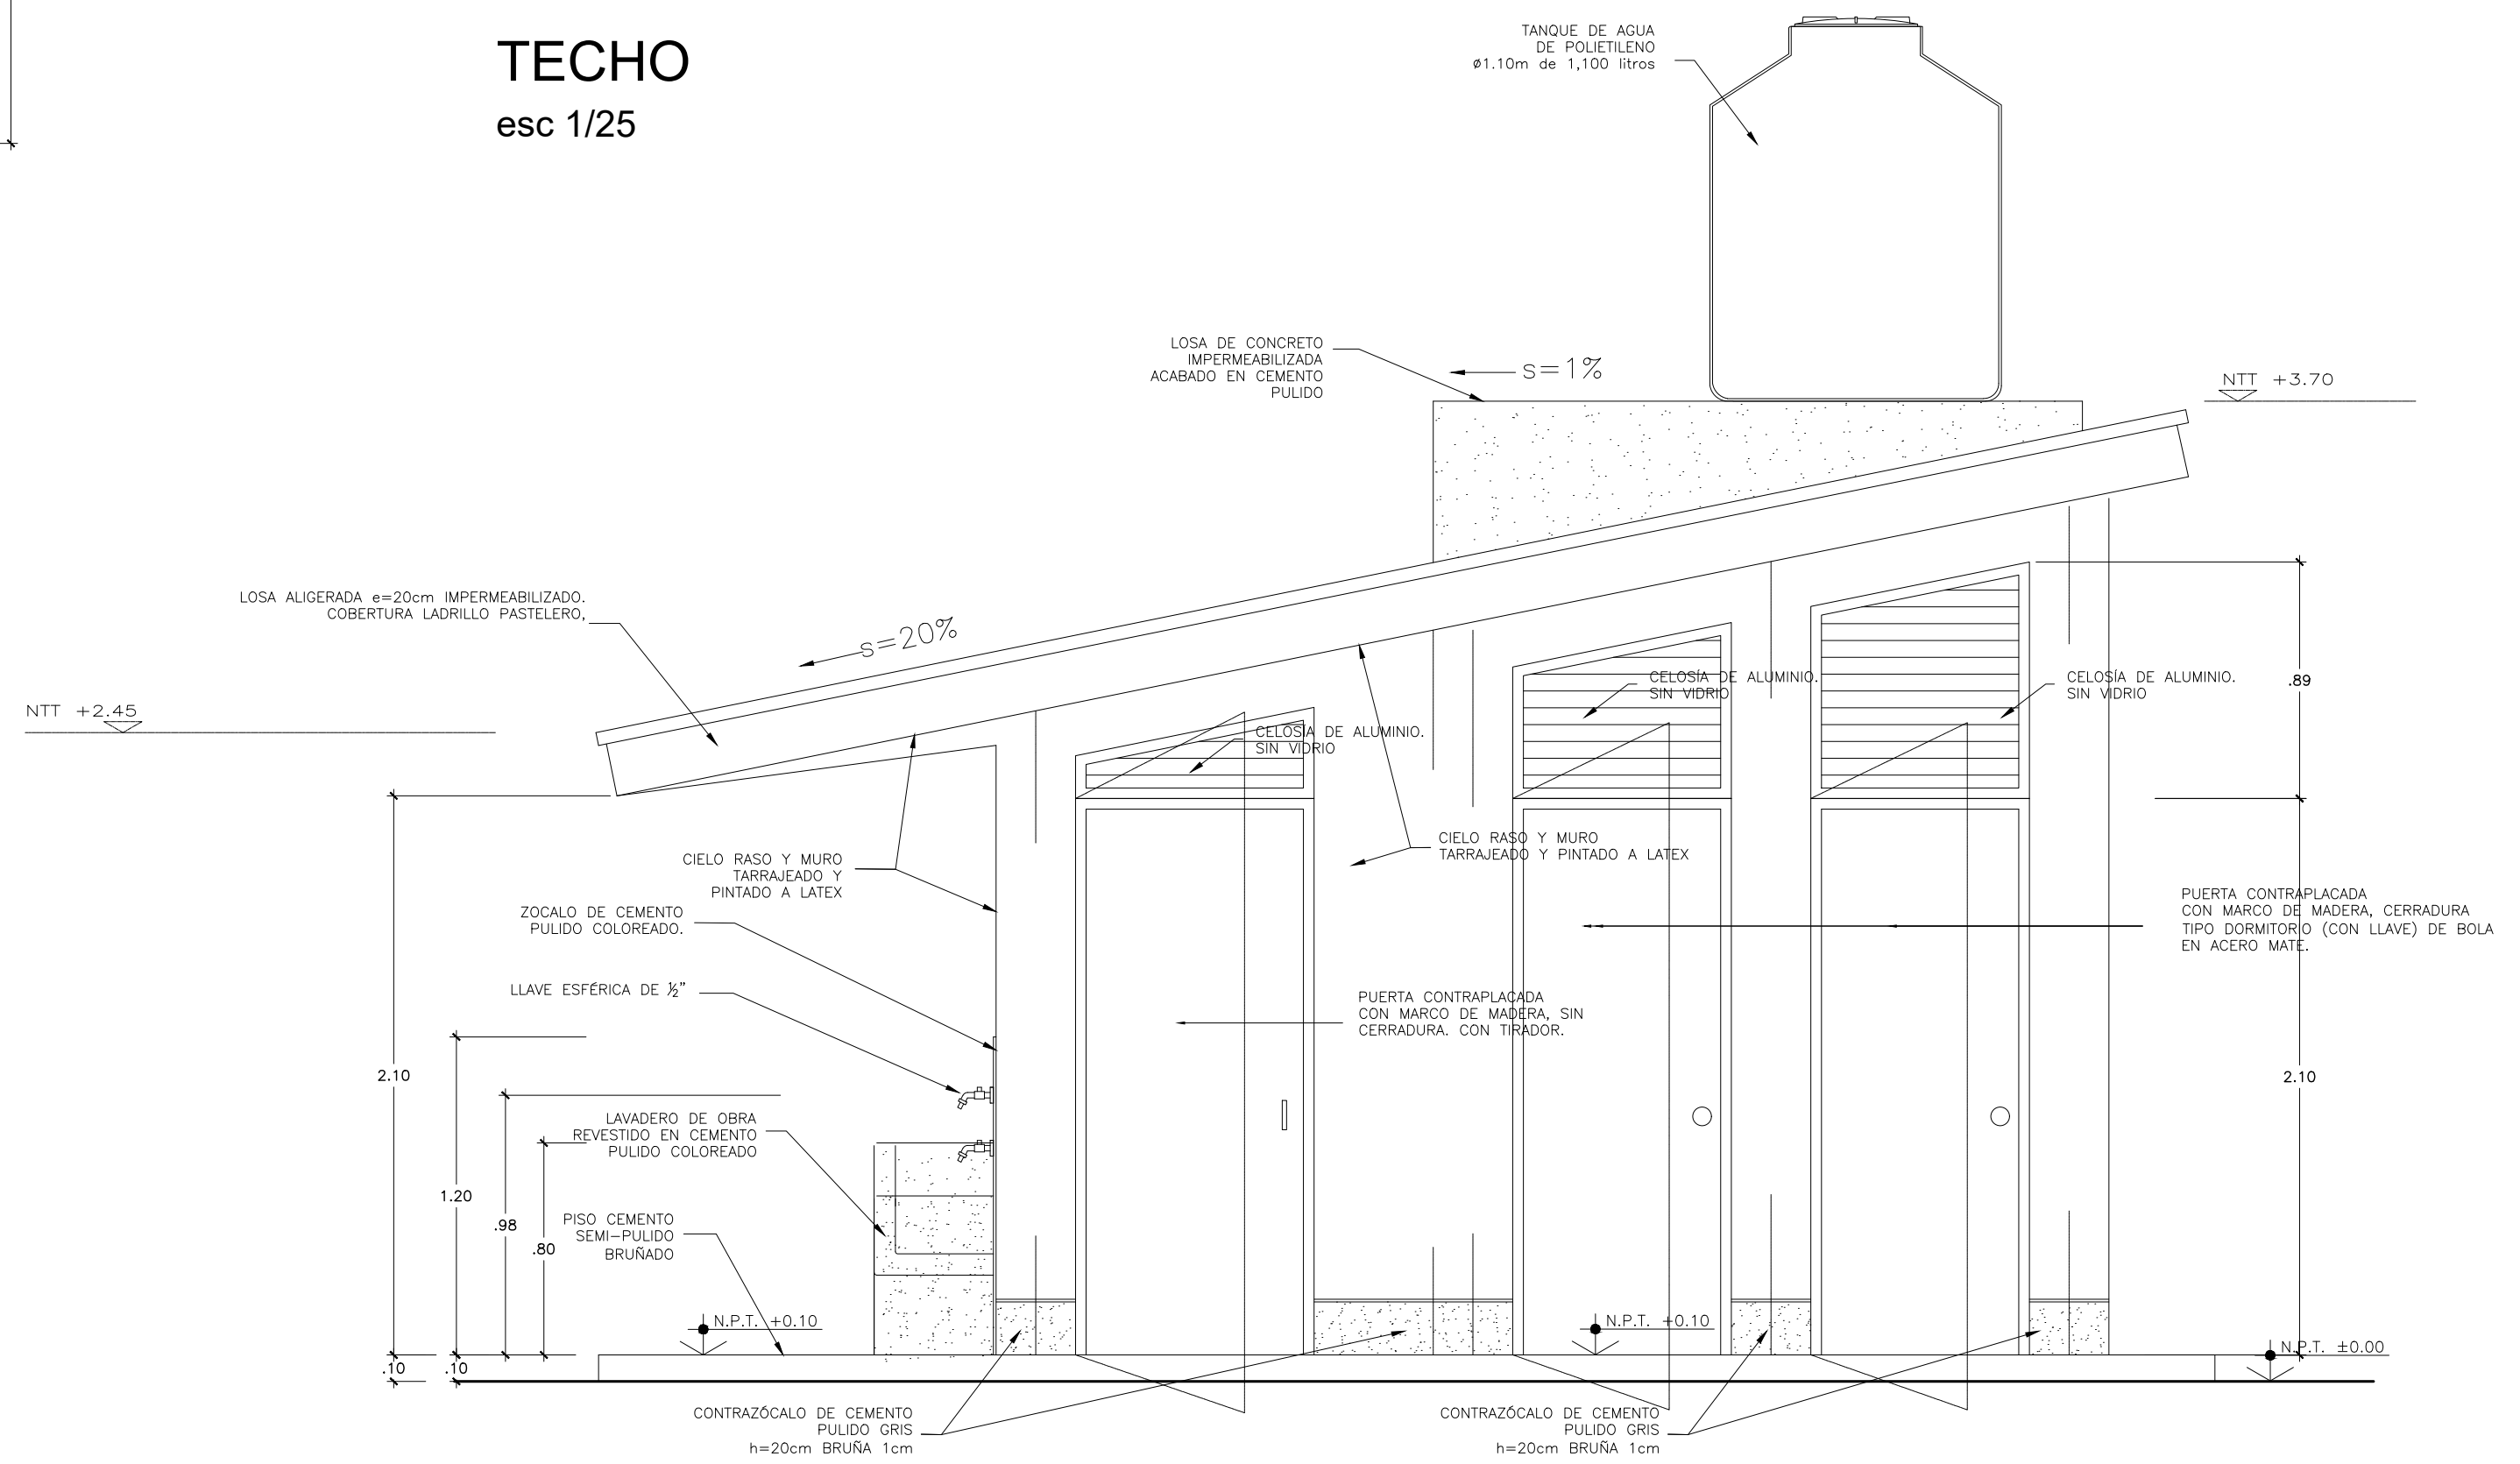 TECHO
esc 1/25
TANQUE DE AGUA
DE POLIETILENO
ø1.10m de 1,100 litros
LOSA DE CONCRETO
IMPERMEABILIZADA
ACABADO EN CEMENTO
PULIDO
s=1%
NTT +3.70
LOSA ALIGERADA e=20cm IMPERMEABILIZADO.
COBERTURA LADRILLO PASTELERO,
s=20%
NTT +2.45
CELOSÍA DE ALUMINIO.
SIN VIDRIO
CELOSÍA DE ALUMINIO.
SIN VIDRIO
CELOSÍA DE ALUMINIO.
SIN VIDRIO
.89
CIELO RASO Y MURO
TARRAJEADO Y
PINTADO A LATEX
CIELO RASO Y MURO
TARRAJEADO Y PINTADO A LATEX
ZOCALO DE CEMENTO
PULIDO COLOREADO.
PUERTA CONTRAPLACADA
CON MARCO DE MADERA, CERRADURA
TIPO DORMITORIO (CON LLAVE) DE BOLA
EN ACERO MATE.
LLAVE ESFÉRICA DE ½"
PUERTA CONTRAPLACADA
CON MARCO DE MADERA, SIN
CERRADURA. CON TIRADOR.
2.10
2.10
LAVADERO DE OBRA
REVESTIDO EN CEMENTO
PULIDO COLOREADO
1.20
.98
.80
PISO CEMENTO
SEMI-PULIDO
BRUÑADO
N.P.T. +0.10
N.P.T. +0.10
N.P.T. ±0.00
.10
.10
CONTRAZÓCALO DE CEMENTO
PULIDO GRIS
h=20cm BRUÑA 1cm
CONTRAZÓCALO DE CEMENTO
PULIDO GRIS
h=20cm BRUÑA 1cm